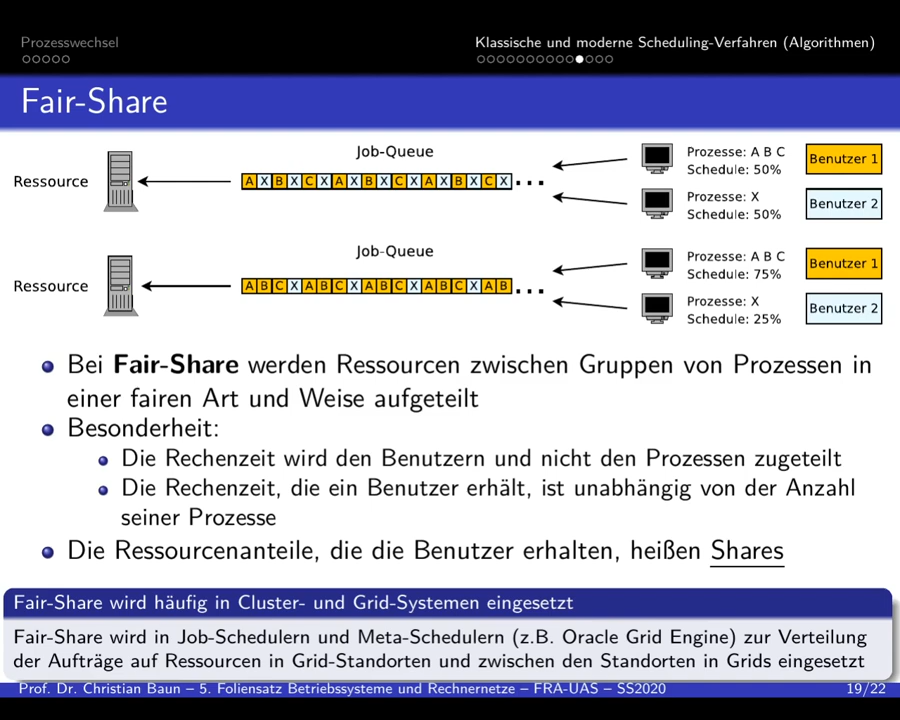 Prozesswechsel
Klassische und moderne Scheduling-Verfahren (Algorithmen)
Fair-Share
Job-Queue
Ressource
A X B X C X A X B X C X A X B X C X ...
Prozesse: A B C
Schedule: 50%
Benutzer 1
Prozesse: X
Schedule: 50%
Benutzer 2
Job-Queue
Ressource
A B C X A B C X A B C X A B C X A B ...
Prozesse: A B C
Schedule: 75%
Benutzer 1
Prozesse: X
Schedule: 25%
Benutzer 2
Bei Fair-Share werden Ressourcen zwischen Gruppen von Prozessen in
einer fairen Art und Weise aufgeteilt
Besonderheit:
Die Rechenzeit wird den Benutzern und nicht den Prozessen zugeteilt
Die Rechenzeit, die ein Benutzer erhält, ist unabhängig von der Anzahl
seiner Prozesse
Die Ressourcenanteile, die die Benutzer erhalten, heißen Shares
Fair-Share wird häufig in Cluster- und Grid-Systemen eingesetzt
Fair-Share wird in Job-Schedulern und Meta-Schedulern (z.B. Oracle Grid Engine) zur Verteilung
der Aufträge auf Ressourcen in Grid-Standorten und zwischen den Standorten in Grids eingesetzt
Prof. Dr. Christian Baun – 5. Foliensatz Betriebssysteme und Rechnernetze – FRA-UAS – SS2020
19/22